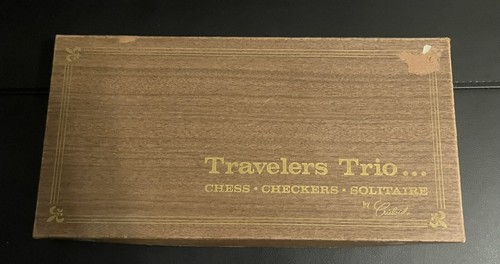 Travelers Trio...
CHESS • CHECKERS • SOLITAIRE
by